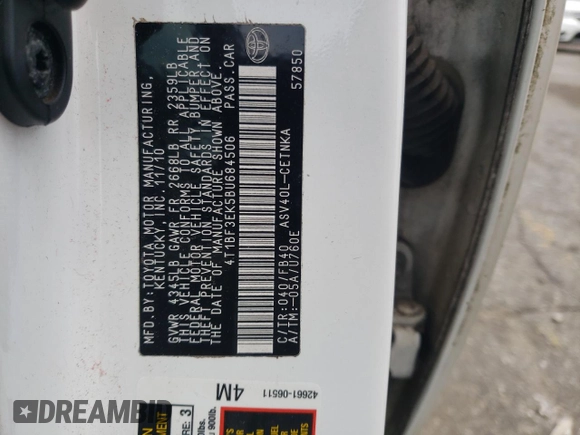 MFD. BY: TOYOTA MOTOR MANUFACTURING,
KENTUCKY, INC. 11/10
GVWR 4345LB GAWR FR 2668LB RR 2359LB
THIS VEHICLE CONFORMS TO ALL APPLICABLE
FEDERAL MOTOR VEHICLE SAFETY, BUMPER, AND
THEFT PREVENTION STANDARDS IN EFFECT ON
THE DATE OF MANUFACTURE SHOWN ABOVE.
4T1BF3EK5BU684506 PASS. CAR
C/TR: 040/FB40 ASV40L-CETNKA
A/TM: -05A/U760E 57850
4M
42661-06511
RE: 3
DREAMBID